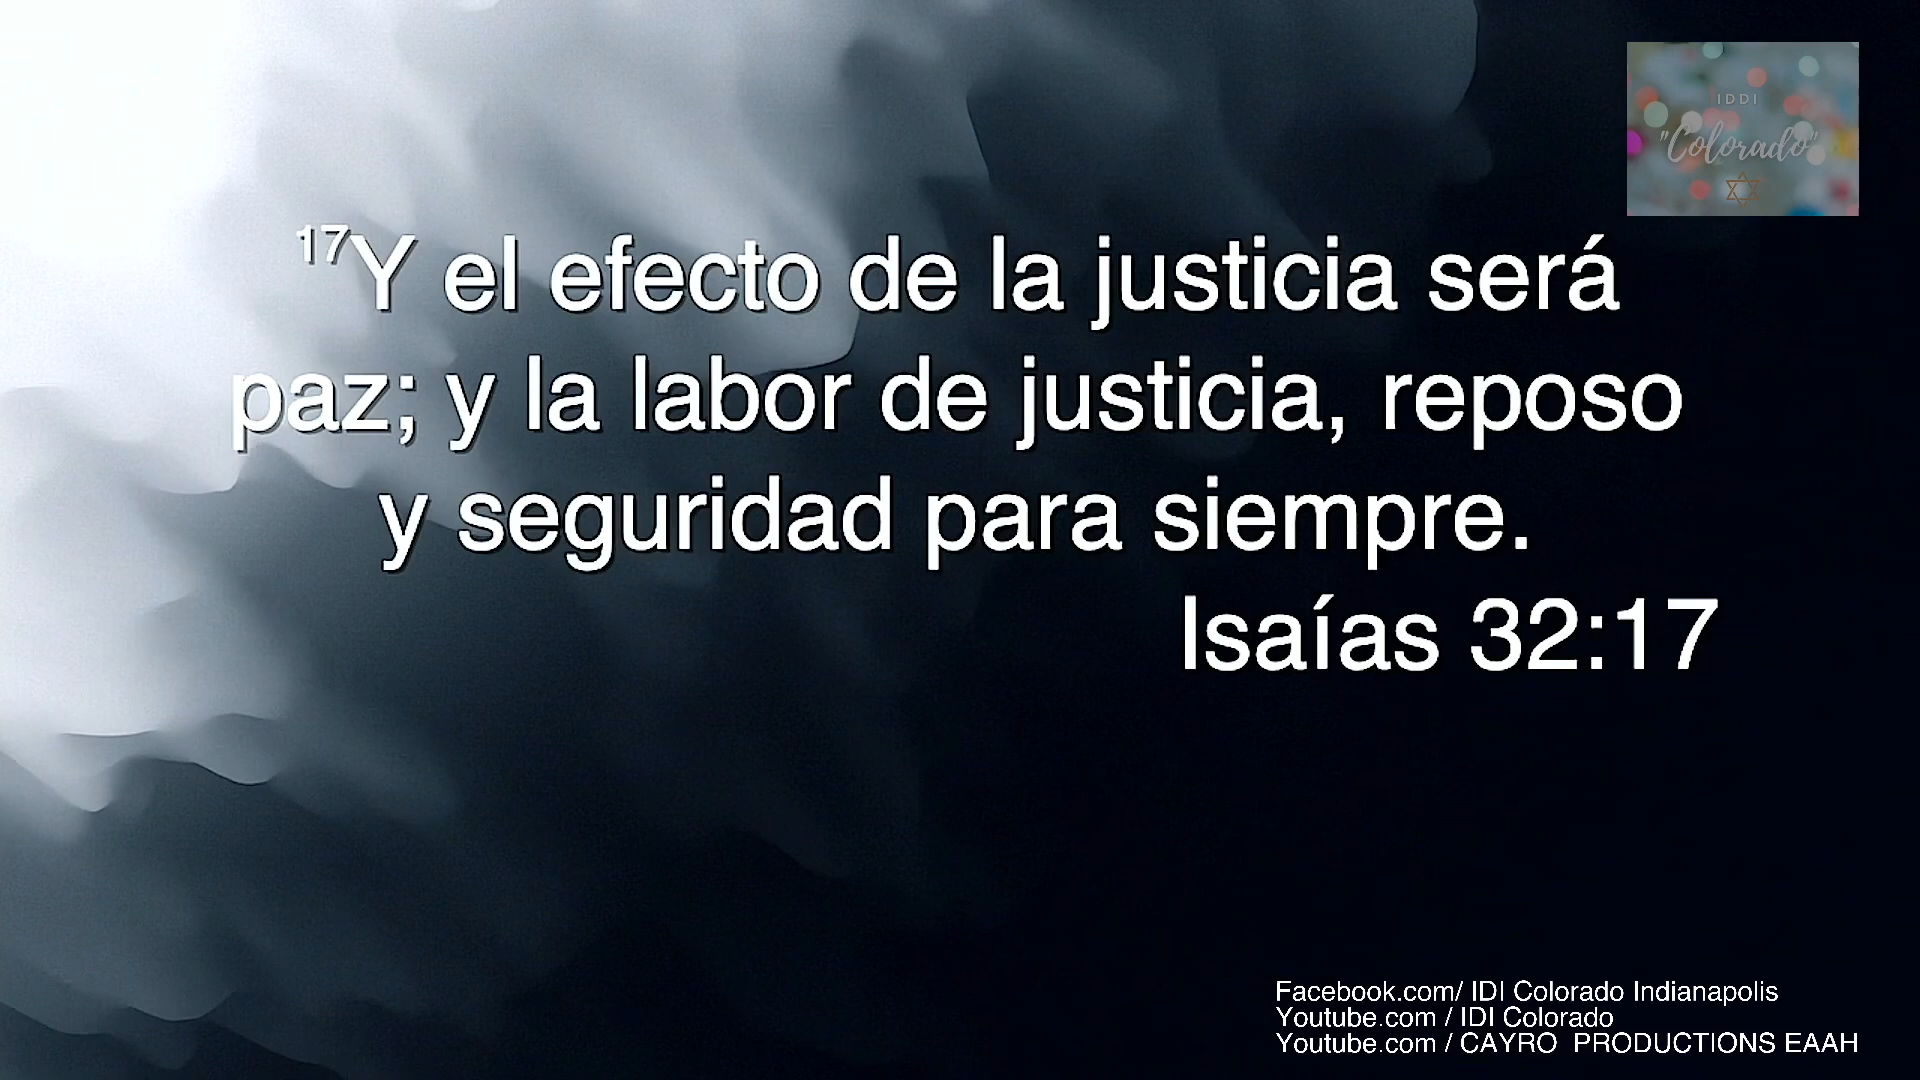 IDDI
"Colorado"
17Y el efecto de la justicia será
paz; y la labor de justicia, reposo
y seguridad para siempre.
Isaías 32:17
Facebook.com/ IDI Colorado Indianapolis
Youtube.com / IDI Colorado
Youtube.com / CAYRO  PRODUCTIONS EAAH